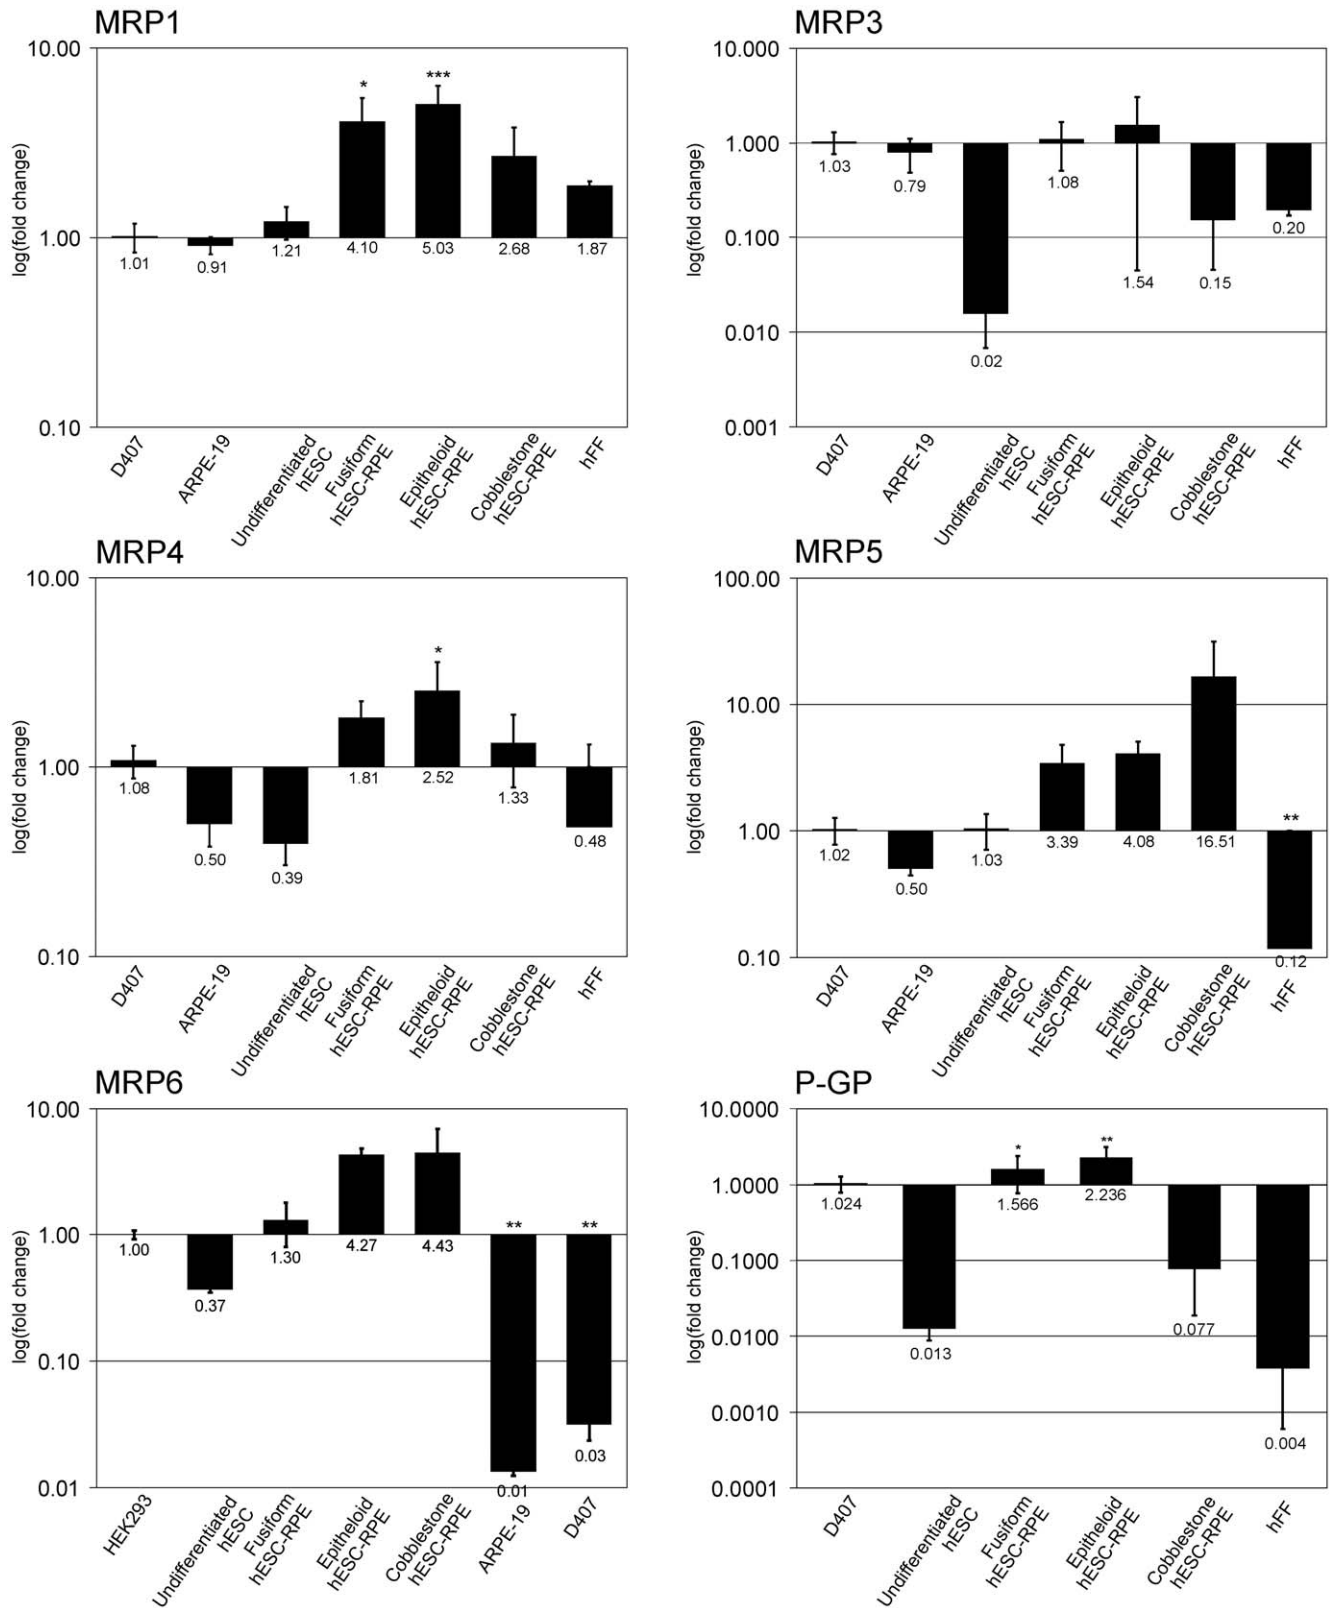 MRP1
10.00
1.00
0.10
log(fold change)
* ***
1.01 0.91 1.21 4.10 5.03 2.68 1.87
D407
ARPE-19
Undifferentiated
hESC
Fusiform
hESC-RPE
Epitheloid
hESC-RPE
Cobblestone
hESC-RPE
hFF
MRP3
10.000
1.000
0.100
0.010
0.001
log(fold change)
1.03 0.79 0.02 1.08 1.54 0.15 0.20
D407
ARPE-19
Undifferentiated
hESC
Fusiform
hESC-RPE
Epitheloid
hESC-RPE
Cobblestone
hESC-RPE
hFF
MRP4
10.00
1.00
0.10
log(fold change)
*
1.08 0.50 0.39 1.81 2.52 1.33 0.48
D407
ARPE-19
Undifferentiated
hESC
Fusiform
hESC-RPE
Epitheloid
hESC-RPE
Cobblestone
hESC-RPE
hFF
MRP5
100.00
10.00
1.00
0.10
log(fold change)
**
1.02 0.50 1.03 3.39 4.08 16.51 0.12
D407
ARPE-19
Undifferentiated
hESC
Fusiform
hESC-RPE
Epitheloid
hESC-RPE
Cobblestone
hESC-RPE
hFF
MRP6
10.00
1.00
0.10
0.01
log(fold change)
** **
1.00 0.37 1.30 4.27 4.43 0.01 0.03
HEK293
Undifferentiated
hESC
Fusiform
hESC-RPE
Epitheloid
hESC-RPE
Cobblestone
hESC-RPE
ARPE-19
D407
P-GP
10.0000
1.0000
0.1000
0.0100
0.0010
0.0001
log(fold change)
* **
1.024 0.013 1.566 2.236 0.077 0.004
D407
Undifferentiated
hESC
Fusiform
hESC-RPE
Epitheloid
hESC-RPE
Cobblestone
hESC-RPE
hFF